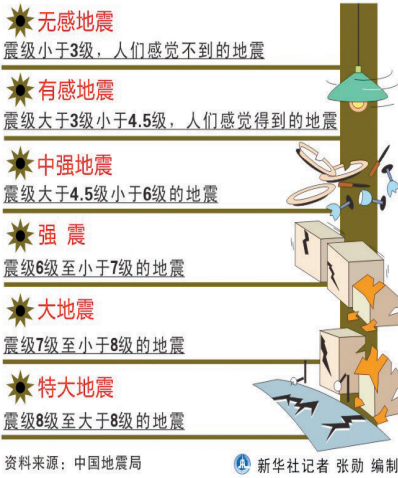 无感地震
震级小于3级，人们感觉不到的地震
有感地震
震级大于3级小于4.5级，人们感觉得到的地震
中强地震
震级大于4.5级小于6级的地震
强 震
震级6级至小于7级的地震
大地震
震级7级至小于8级的地震
特大地震
震级8级至大于8级的地震
资料来源：中国地震局
新华社记者 张勋 编制